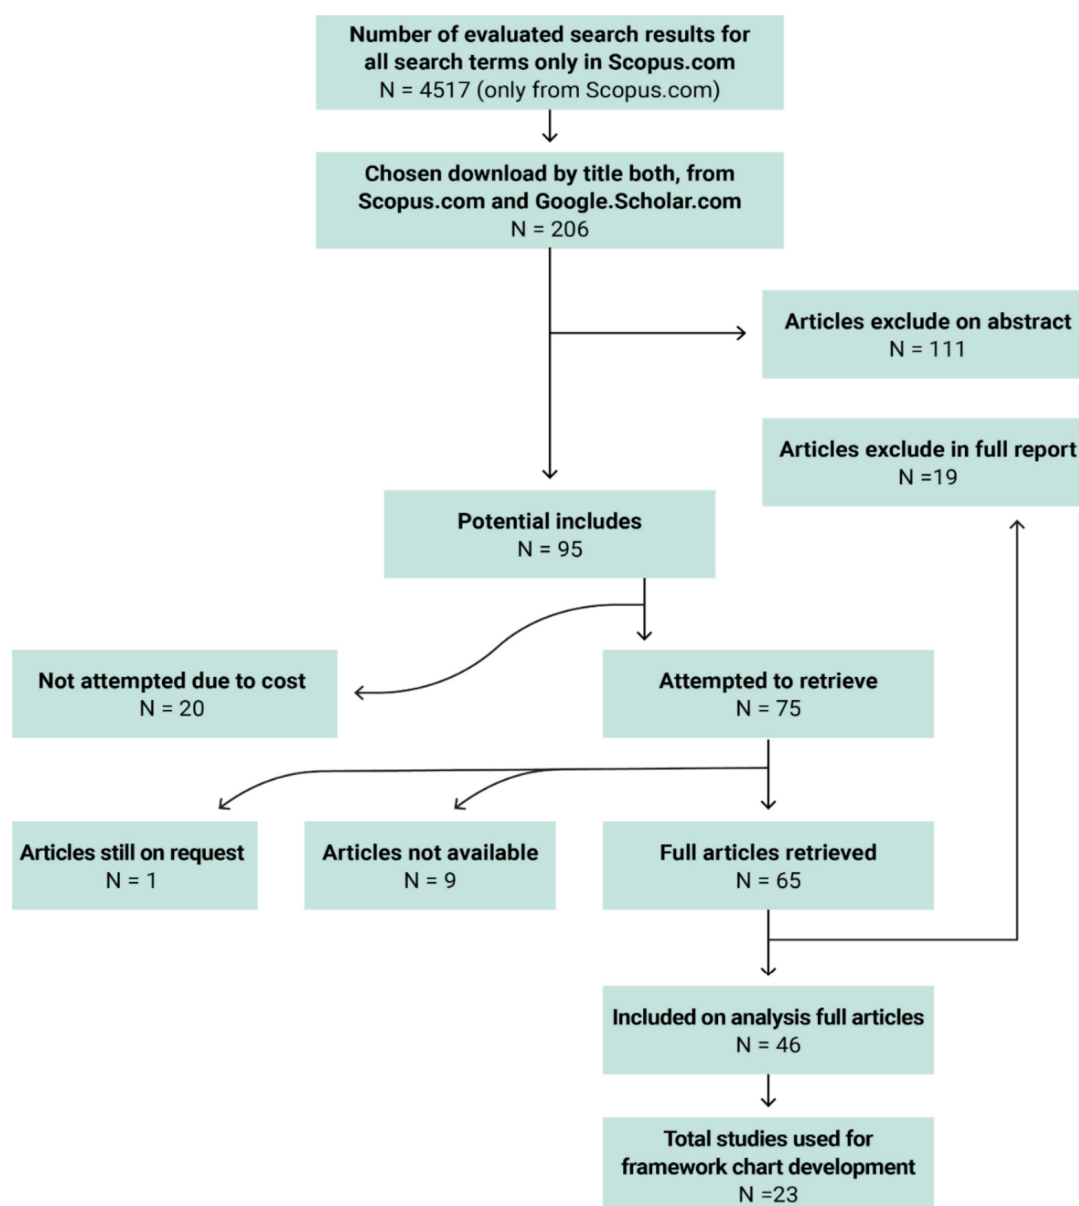 Number of evaluated search results for
all search terms only in Scopus.com
N = 4517 (only from Scopus.com)
Chosen download by title both, from
Scopus.com and Google.Scholar.com
N = 206
Articles exclude on abstract
N = 111
Articles exclude in full report
N =19
Potential includes
N = 95
Not attempted due to cost
N = 20
Attempted to retrieve
N = 75
Articles still on request
N = 1
Articles not available
N = 9
Full articles retrieved
N = 65
Included on analysis full articles
N = 46
Total studies used for
framework chart development
N =23